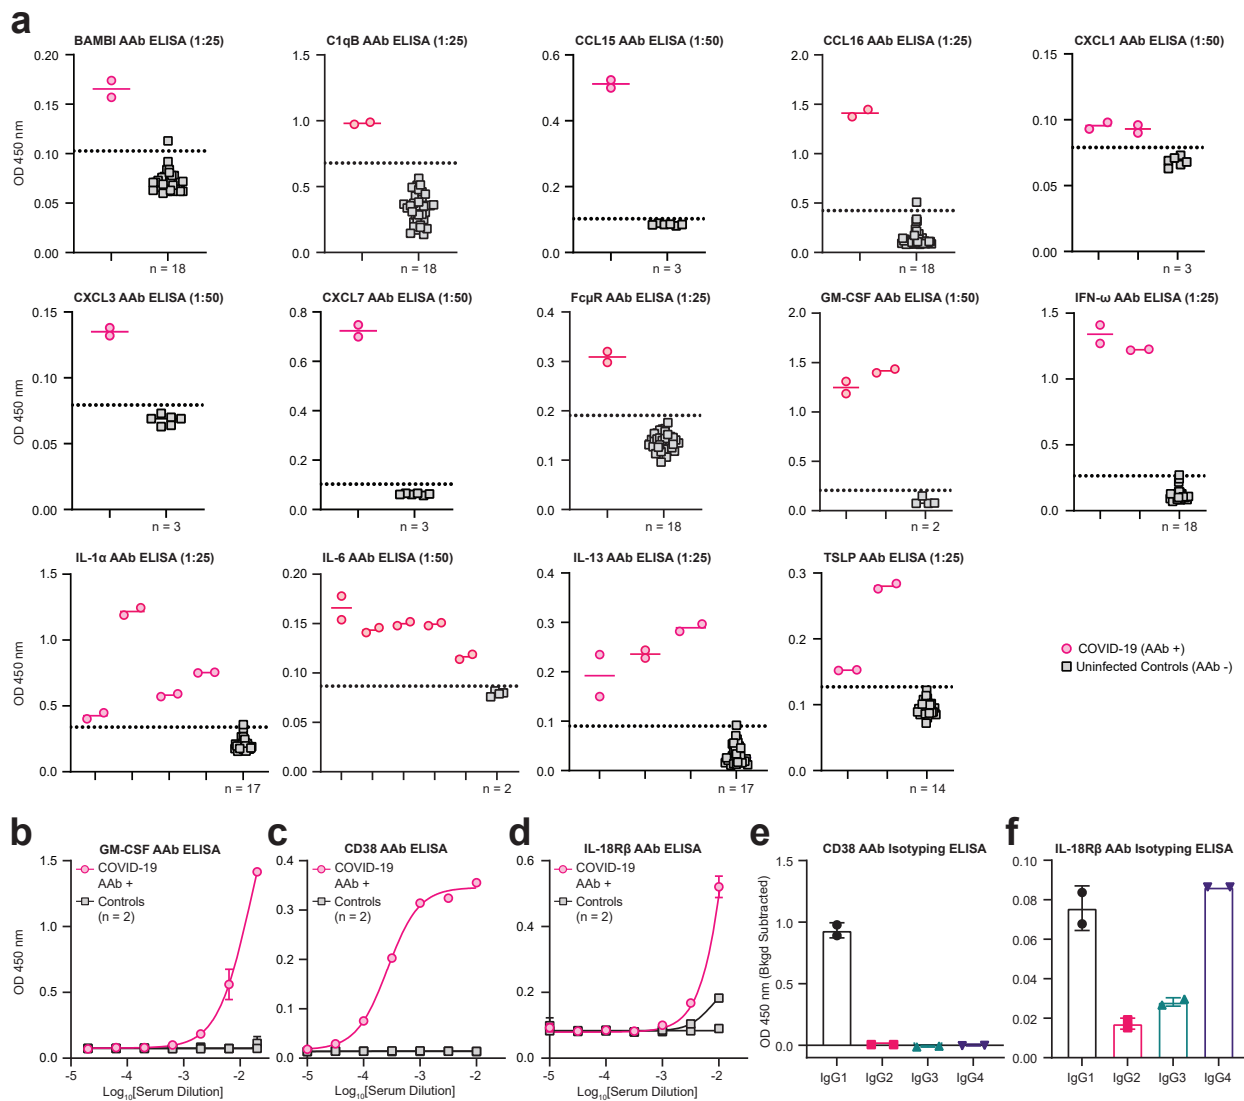 a
BAMBI AAb ELISA (1:25)
C1qB AAb ELISA (1:25)
CCL15 AAb ELISA (1:50)
CCL16 AAb ELISA (1:25)
CXCL1 AAb ELISA (1:50)
OD 450 nm
0.20
0.15
0.10
0.05
0.00
n = 18
1.5
1.0
0.5
0.0
n = 18
0.6
0.4
0.2
0.0
n = 3
2.0
1.5
1.0
0.5
0.0
n = 18
0.15
0.10
0.05
0.00
n = 3
CXCL3 AAb ELISA (1:50)
CXCL7 AAb ELISA (1:50)
FcμR AAb ELISA (1:25)
GM-CSF AAb ELISA (1:50)
IFN-ω AAb ELISA (1:25)
OD 450 nm
0.15
0.10
0.05
0.00
n = 3
0.8
0.6
0.4
0.2
0.0
n = 3
0.4
0.3
0.2
0.1
0.0
n = 18
2.0
1.5
1.0
0.5
0.0
n = 2
1.5
1.0
0.5
0.0
n = 18
IL-1α AAb ELISA (1:25)
IL-6 AAb ELISA (1:50)
IL-13 AAb ELISA (1:25)
TSLP AAb ELISA (1:25)
OD 450 nm
1.5
1.0
0.5
0.0
n = 17
0.20
0.15
0.10
0.05
0.00
n = 2
0.4
0.3
0.2
0.1
0.0
n = 17
0.3
0.2
0.1
0.0
n = 14
COVID-19 (AAb +)
Uninfected Controls (AAb -)
b
GM-CSF AAb ELISA
OD 450 nm
1.5
1.0
0.5
0.0
COVID-19
AAb +
Controls
(n = 2)
-5
-4
-3
-2
Log10[Serum Dilution]
c
CD38 AAb ELISA
0.4
0.3
0.2
0.1
0.0
COVID-19
AAb +
Controls
(n = 2)
-5
-4
-3
-2
Log10[Serum Dilution]
d
IL-18Rβ AAb ELISA
0.6
0.4
0.2
0.0
COVID-19
AAb +
Controls
(n = 2)
-5
-4
-3
-2
Log10[Serum Dilution]
e
CD38 AAb Isotyping ELISA
OD 450 nm (Bkgd Subtracted)
1.5
1.0
0.5
0.0
IgG1
IgG2
IgG3
IgG4
f
IL-18Rβ AAb Isotyping ELISA
0.10
0.08
0.06
0.04
0.02
0.00
IgG1
IgG2
IgG3
IgG4